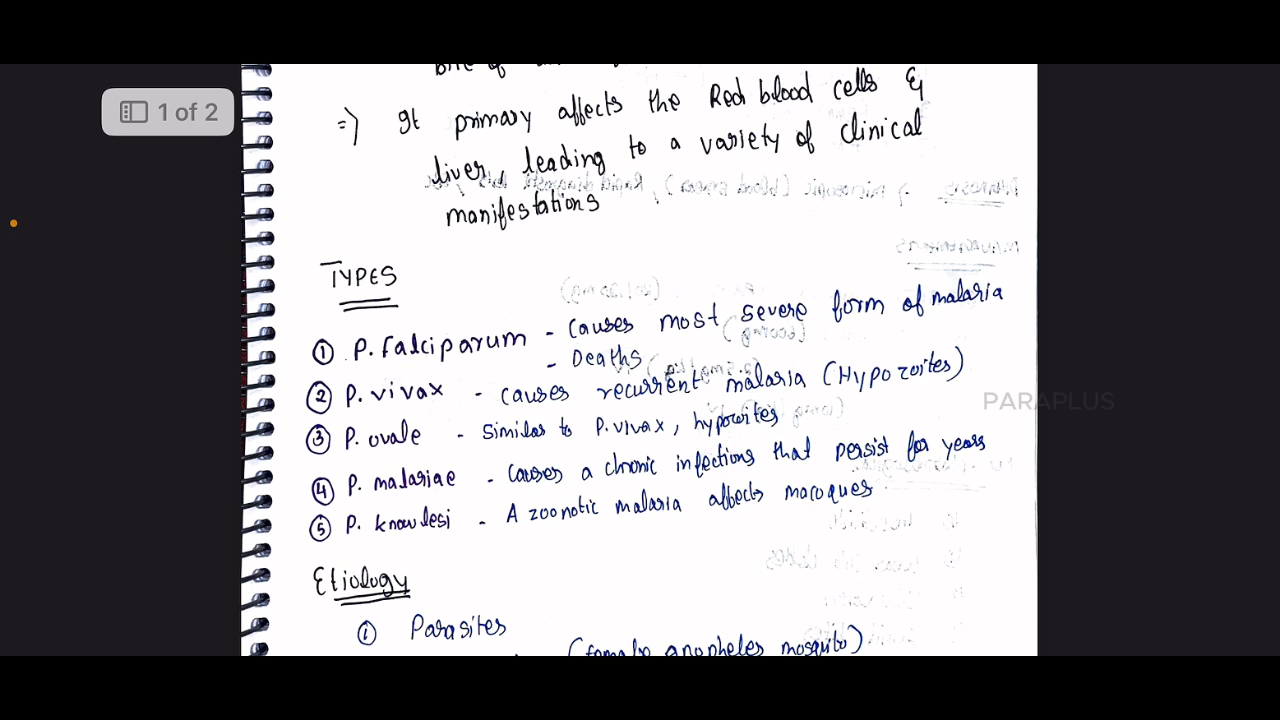 1 of 2
=) It primary affects the Red blood cells &
liver, leading to a variety of clinical
manifestations
TYPES
① P. falciparum - causes most severe form of malaria
- Deaths
② P. vivax - causes recurrent malaria (Hypozoites)
③ P. ovale - Similar to P. vivax, hypozoites
④ P. malariae - causes a chronic infections that persist for years
⑤ P. knowlesi - A zoonotic malaria affects macoques
PARAPLUS
Etiology
① Parasites
(female anopheles mosquito)